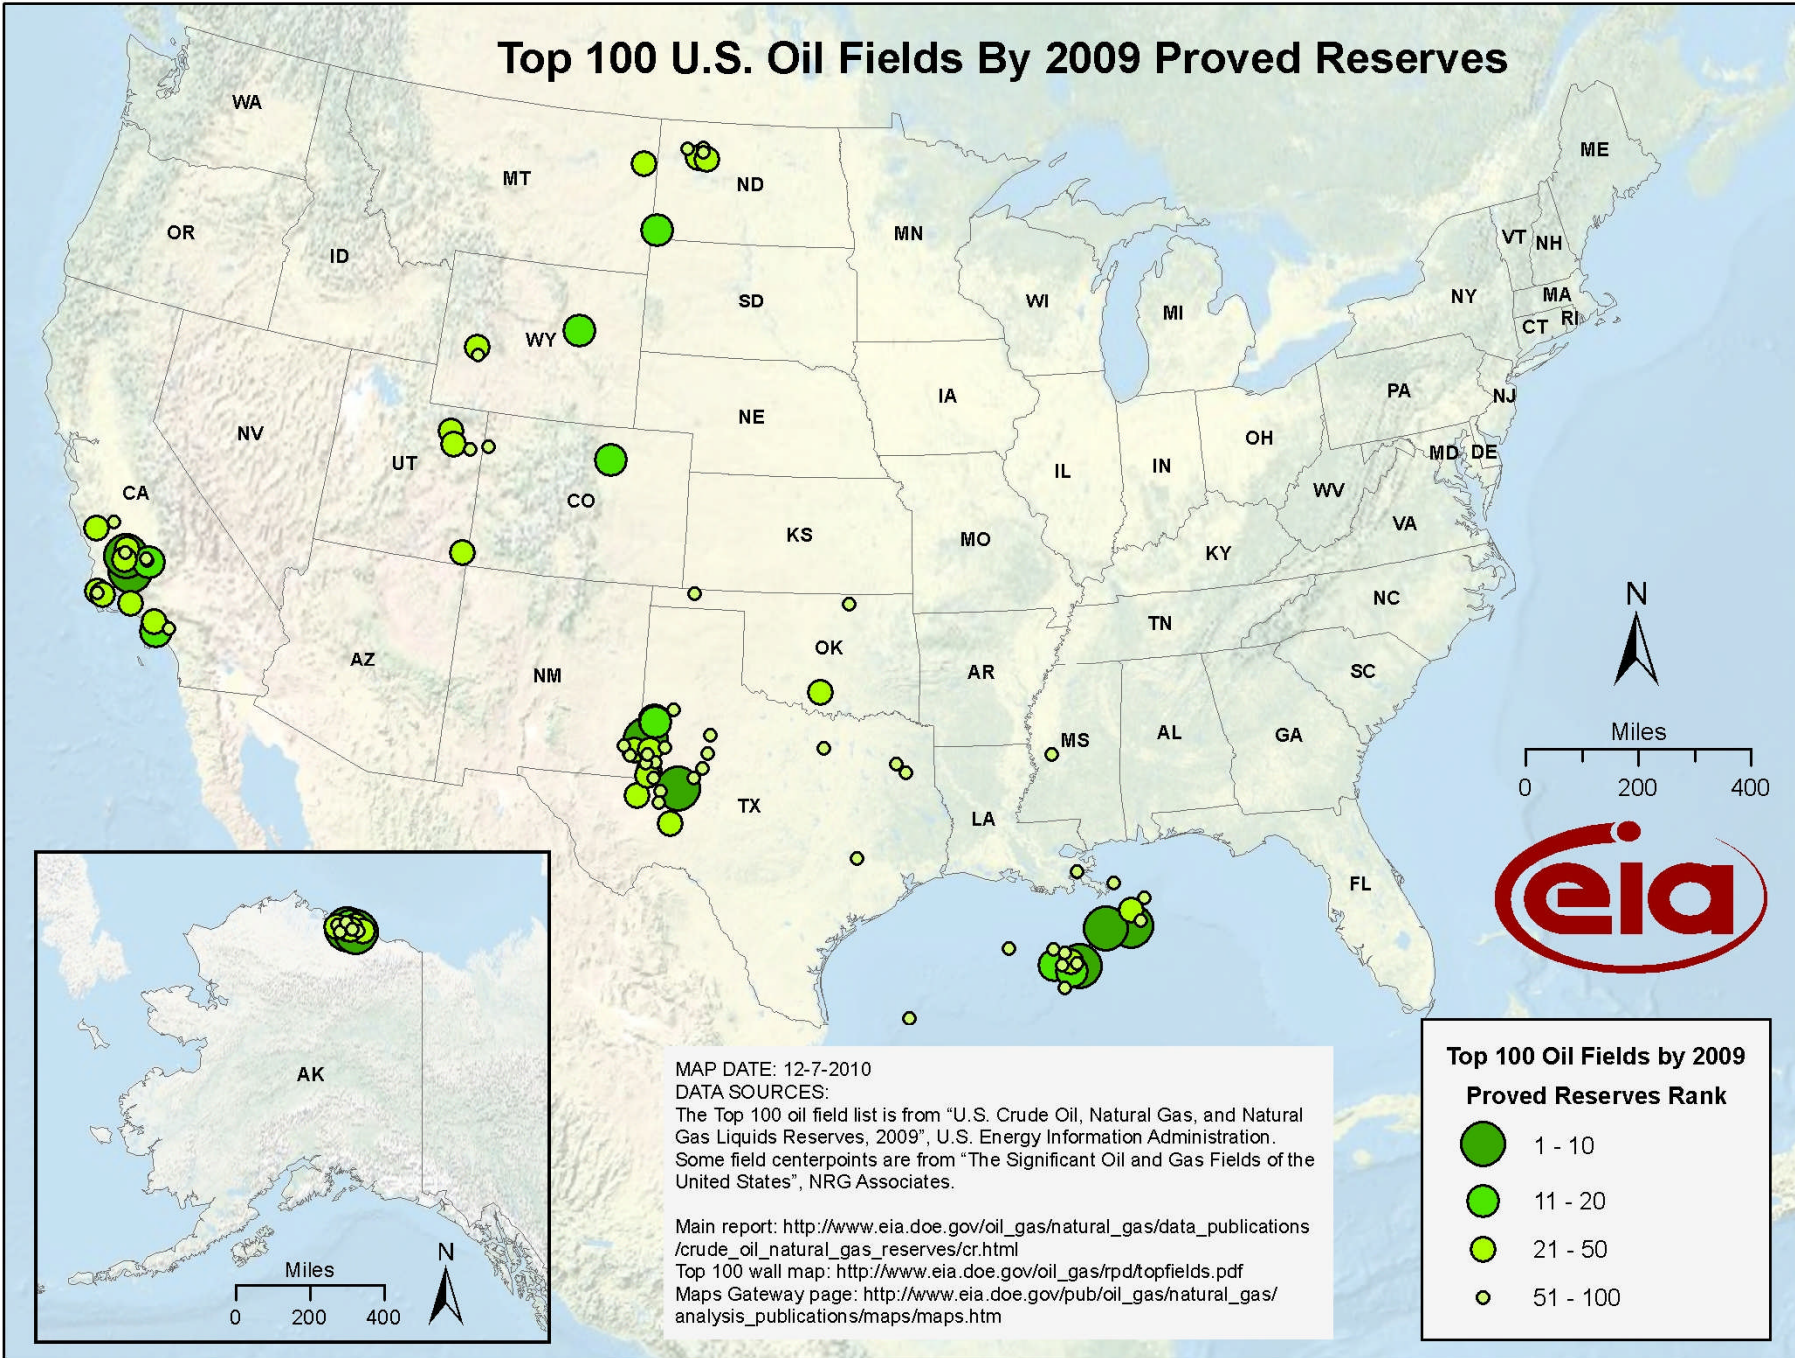 Top 100 U.S. Oil Fields By 2009 Proved Reserves
WA
MT
ND
ME
OR
ID
MN
VT
NH
SD
WI
MI
NY
MA
CT
RI
WY
IA
PA
NJ
NE
NV
UT
OH
MD
DE
CA
CO
IL
IN
WV
VA
KS
MO
KY
NC
TN
AZ
NM
OK
AR
SC
MS
AL
GA
TX
LA
FL
N
Miles
0
200
400
eia
AK
Miles
0
200
400
N
MAP DATE: 12-7-2010
DATA SOURCES:
The Top 100 oil field list is from “U.S. Crude Oil, Natural Gas, and Natural
Gas Liquids Reserves, 2009”, U.S. Energy Information Administration.
Some field centerpoints are from “The Significant Oil and Gas Fields of the
United States”, NRG Associates.
Main report: http://www.eia.doe.gov/oil_gas/natural_gas/data_publications
/crude_oil_natural_gas_reserves/cr.html
Top 100 wall map: http://www.eia.doe.gov/oil_gas/rpd/topfields.pdf
Maps Gateway page: http://www.eia.doe.gov/pub/oil_gas/natural_gas/
analysis_publications/maps/maps.htm
Top 100 Oil Fields by 2009
Proved Reserves Rank
1 - 10
11 - 20
21 - 50
51 - 100